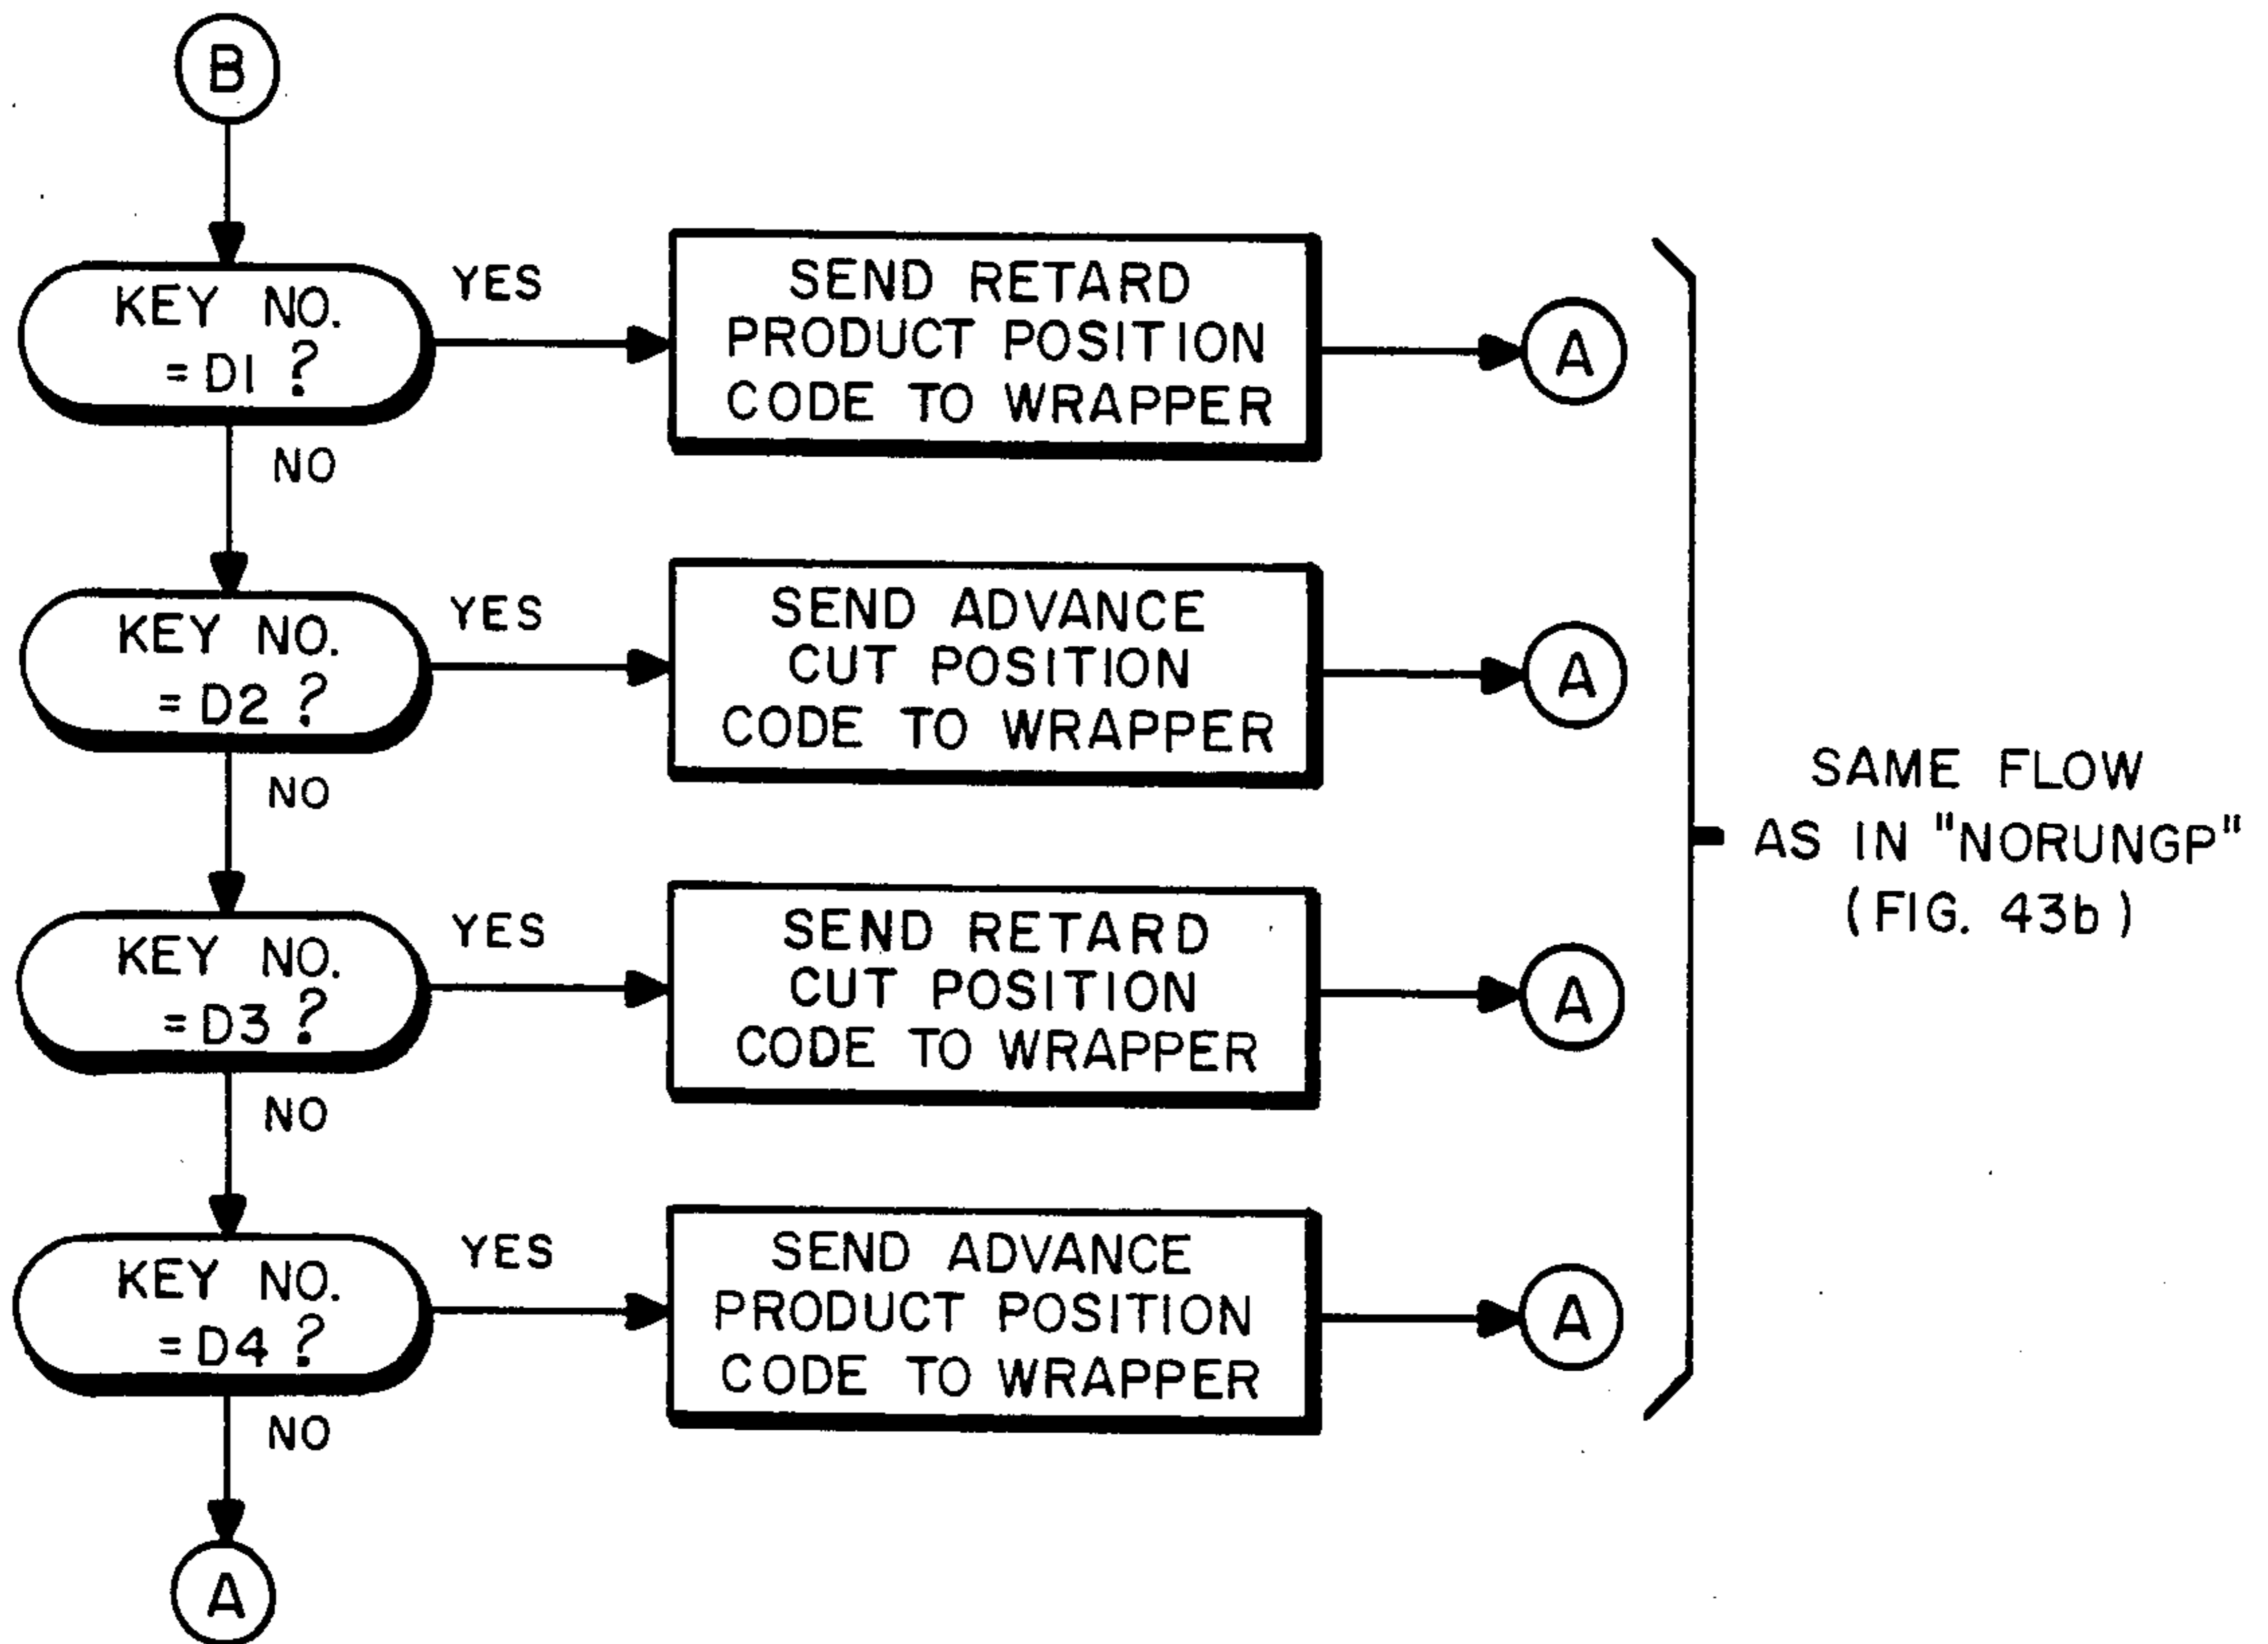 B
KEY NO.
= D1 ?
YES
SEND RETARD
PRODUCT POSITION
CODE TO WRAPPER
A
NO
KEY NO.
= D2 ?
YES
SEND ADVANCE
CUT POSITION
CODE TO WRAPPER
A
NO
KEY NO.
= D3 ?
YES
SEND RETARD
CUT POSITION
CODE TO WRAPPER
A
NO
KEY NO.
= D4 ?
YES
SEND ADVANCE
PRODUCT POSITION
CODE TO WRAPPER
A
NO
A
SAME FLOW
AS IN "NORUNGP"
(FIG. 43b)